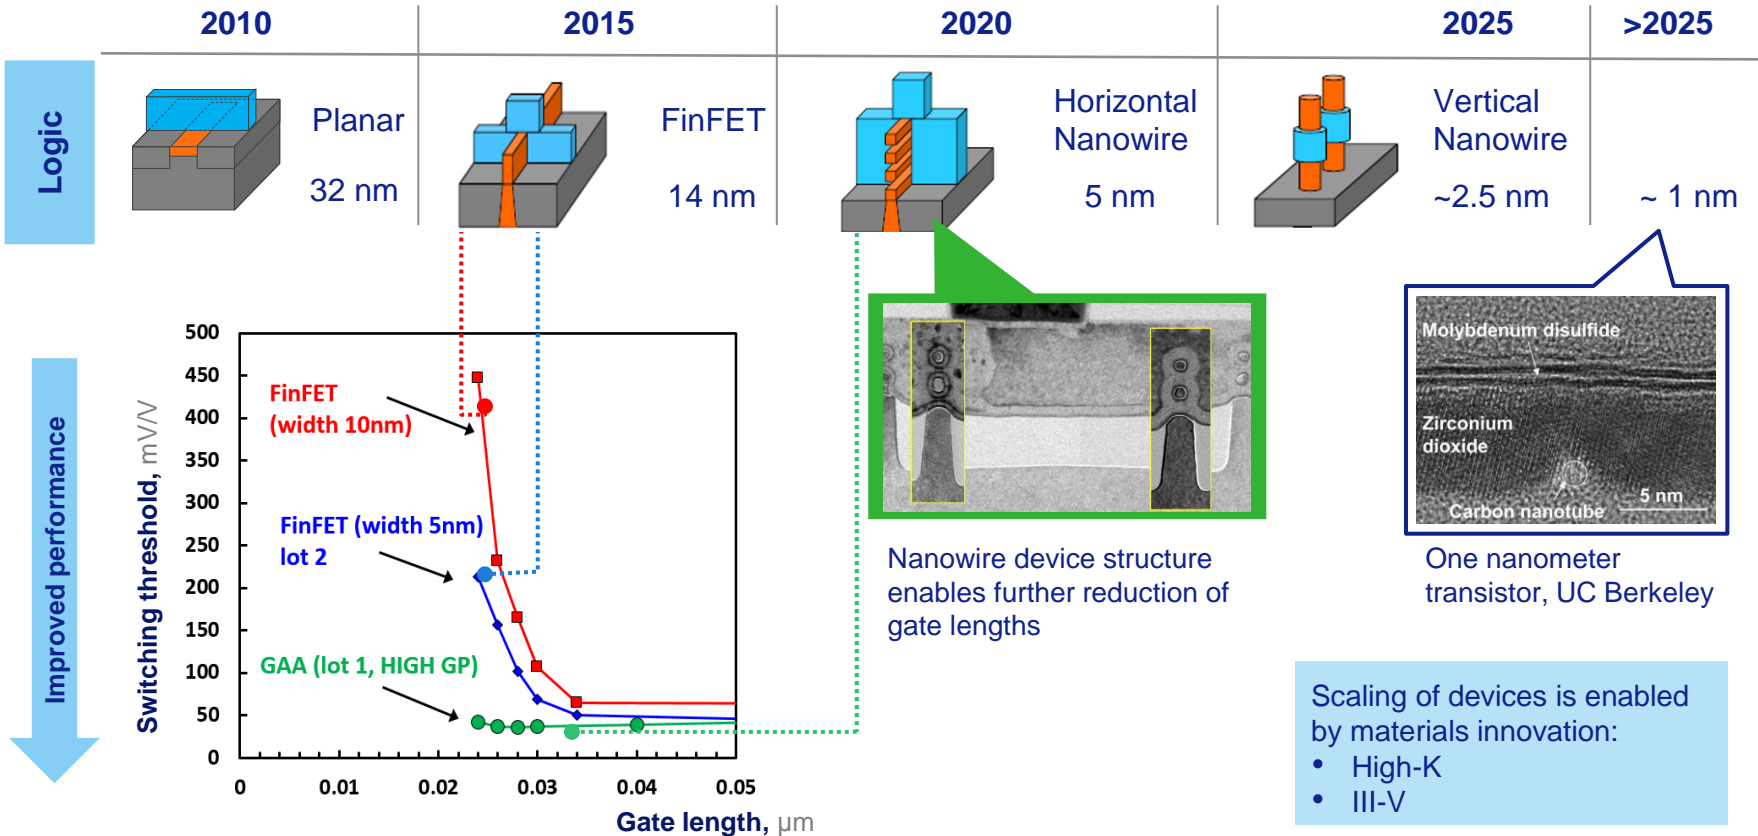 2010
2015
2020
2025
>2025
Logic
Planar
32 nm
FinFET
14 nm
Horizontal
Nanowire
5 nm
Vertical
Nanowire
~2.5 nm
~ 1 nm
Improved performance
Switching threshold, mV/V
500
450
400
350
300
250
200
150
100
50
0
0
0.01
0.02
0.03
0.04
0.05
Gate length, µm
FinFET
(width 10nm)
FinFET (width 5nm)
lot 2
GAA (lot 1, HIGH GP)
Nanowire device structure
enables further reduction of
gate lengths
Molybdenum disulfide
Zirconium
dioxide
5 nm
Carbon nanotube
One nanometer
transistor, UC Berkeley
Scaling of devices is enabled
by materials innovation:
• High-K
• III-V